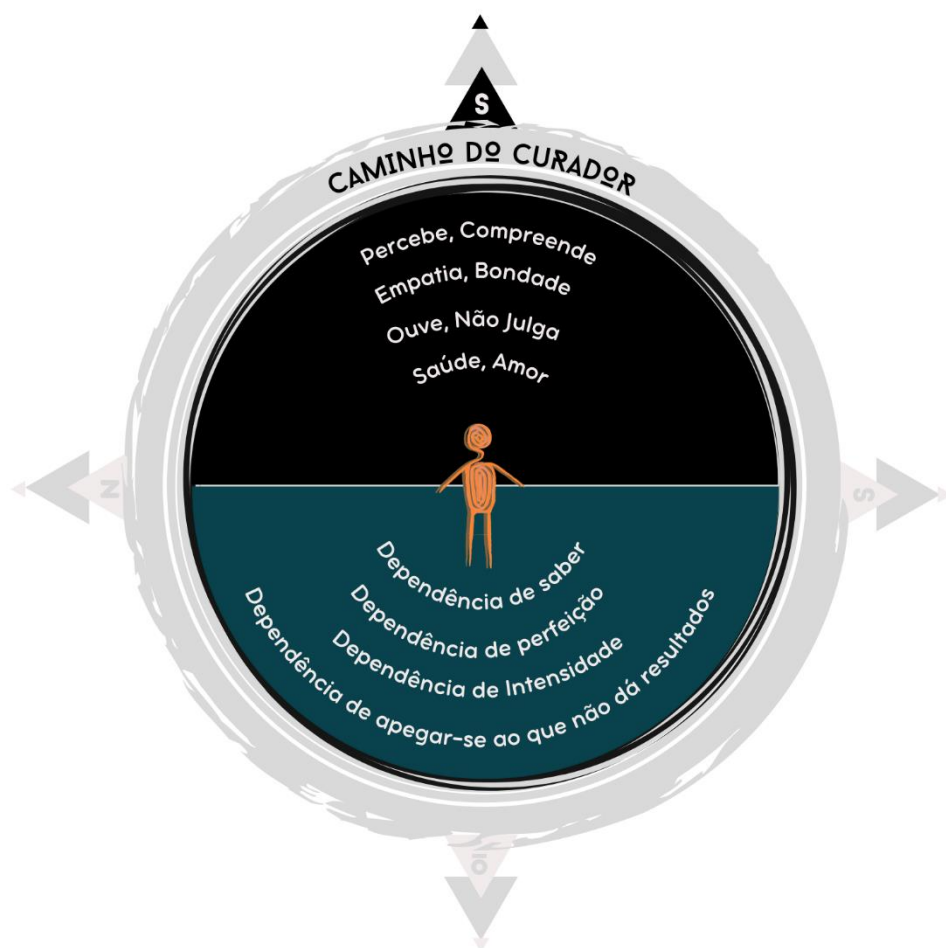 S
CAMINHO DO CURADOR
Percebe, Compreende
Empatia, Bondade
Ouve, Não Julga
Saúde, Amor
N
S
Dependência de saber
Dependência de perfeição
Dependência de Intensidade
Dependência de apegar-se ao que não dá resultados
IO